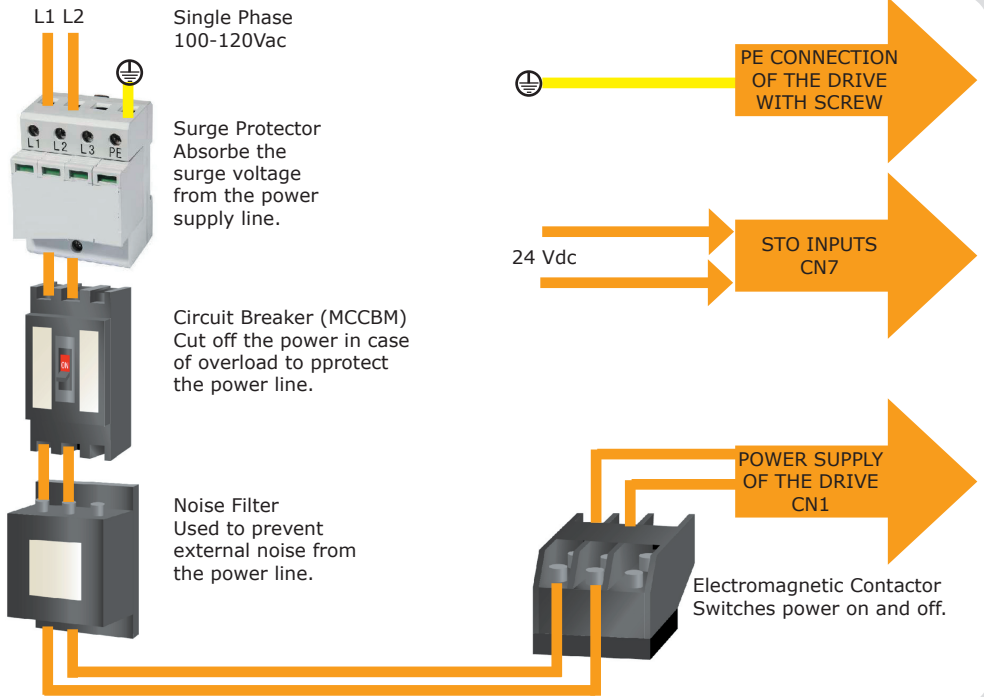 L1 L2
Single Phase
100-120Vac
L1 L2 L3 PE
Surge Protector
Absorbe the
surge voltage
from the power
supply line.
Circuit Breaker (MCCBM)
Cut off the power in case
of overload to pprotect
the power line.
ON
Noise Filter
Used to prevent
external noise from
the power line.
PE CONNECTION
OF THE DRIVE
WITH SCREW
24 Vdc
STO INPUTS
CN7
POWER SUPPLY
OF THE DRIVE
CN1
Electromagnetic Contactor
Switches power on and off.